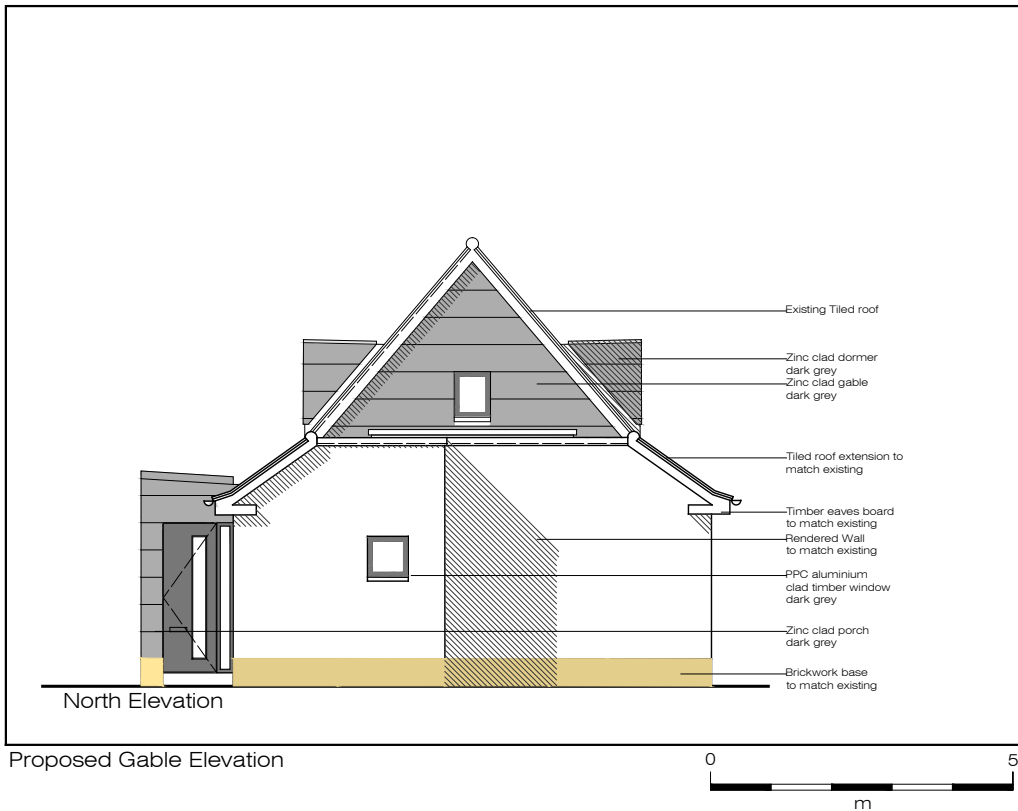 Existing Tiled roof
Zinc clad dormer
dark grey
Zinc clad gable
dark grey
Tiled roof extension to
match existing
Timber eaves board
to match existing
Rendered Wall
to match existing
PPC aluminium
clad timber window
dark grey
Zinc clad porch
dark grey
Brickwork base
to match existing
North Elevation
Proposed Gable Elevation
0 5
m